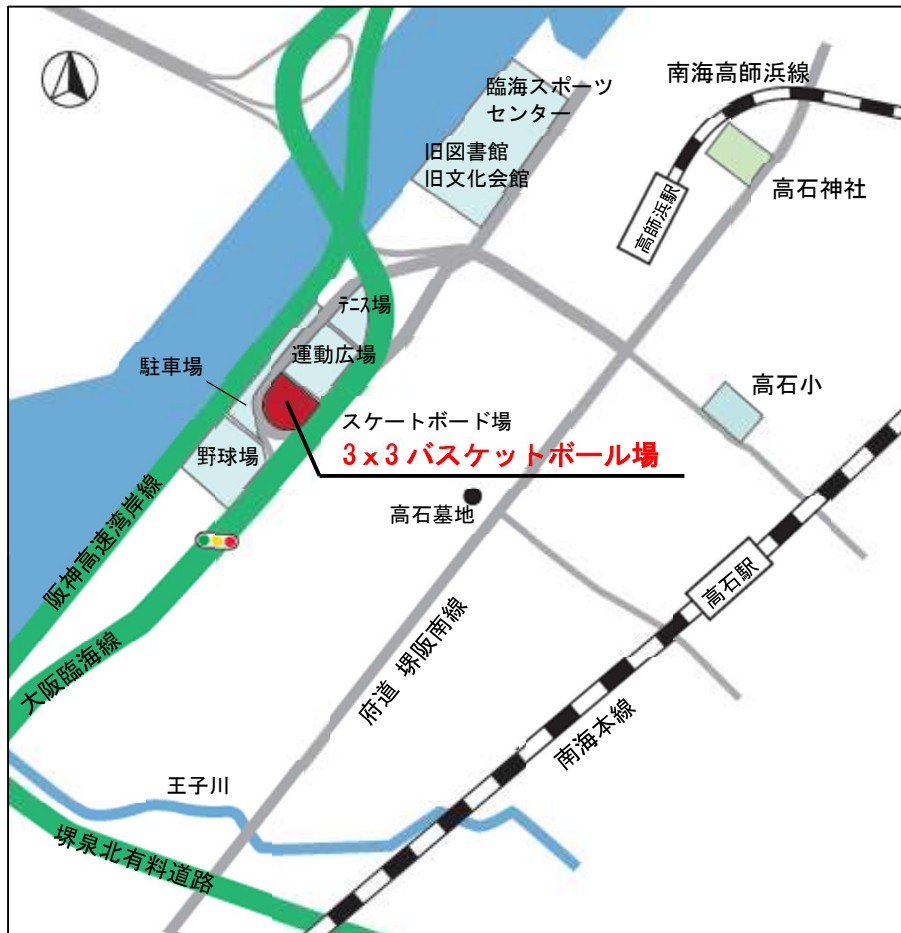 臨海スポーツ
センター
旧図書館
旧文化会館
南海高師浜線
高石神社
高師浜駅
テニス場
運動広場
駐車場
高石小
スケートボード場
3x3バスケットボール場
野球場
高石墓地
阪神高速湾岸線
高石駅
大阪臨海線
府道 堺阪南線
南海本線
王子川
堺泉北有料道路